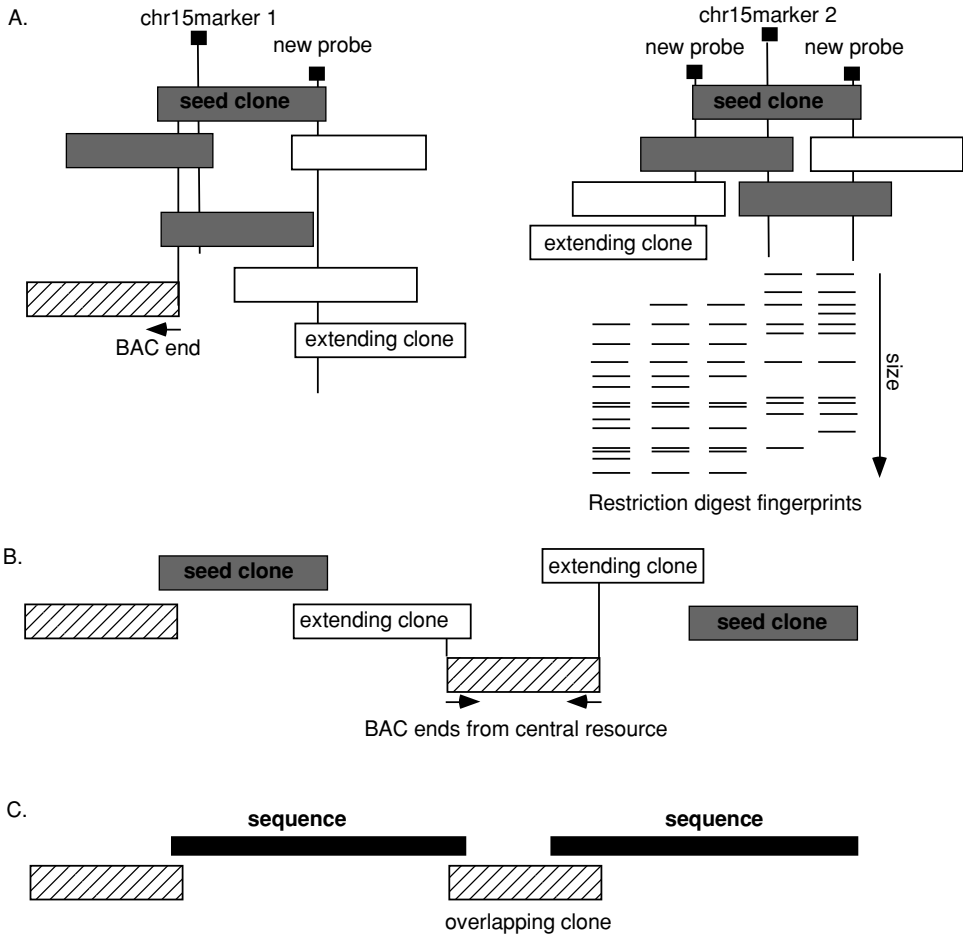 A.
chr15marker 1
new probe
seed clone
BAC end
extending clone
chr15marker 2
new probe
new probe
seed clone
extending clone
size
Restriction digest fingerprints
B.
seed clone
extending clone
extending clone
seed clone
BAC ends from central resource
C.
sequence
sequence
overlapping clone